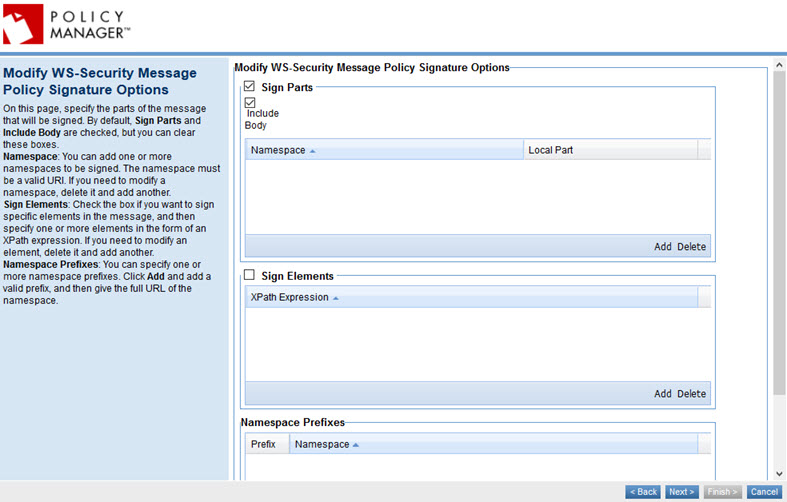 POLICY
MANAGER™
Modify WS-Security Message
Policy Signature Options
On this page, specify the parts of the message
that will be signed. By default, Sign Parts and
Include Body are checked, but you can clear
these boxes.
Namespace: You can add one or more
namespaces to be signed. The namespace must
be a valid URI. If you need to modify a
namespace, delete it and add another.
Sign Elements: Check the box if you want to sign
specific elements in the message, and then
specify one or more elements in the form of an
XPath expression. If you need to modify an
element, delete it and add another.
Namespace Prefixes: You can specify one or
more namespace prefixes. Click Add and add a
valid prefix, and then give the full URL of the
namespace.
Modify WS-Security Message Policy Signature Options
Sign Parts
Include
Body
Namespace Local Part
Add Delete
Sign Elements
XPath Expression
Add Delete
Namespace Prefixes
Prefix Namespace
< Back Next > Finish > Cancel